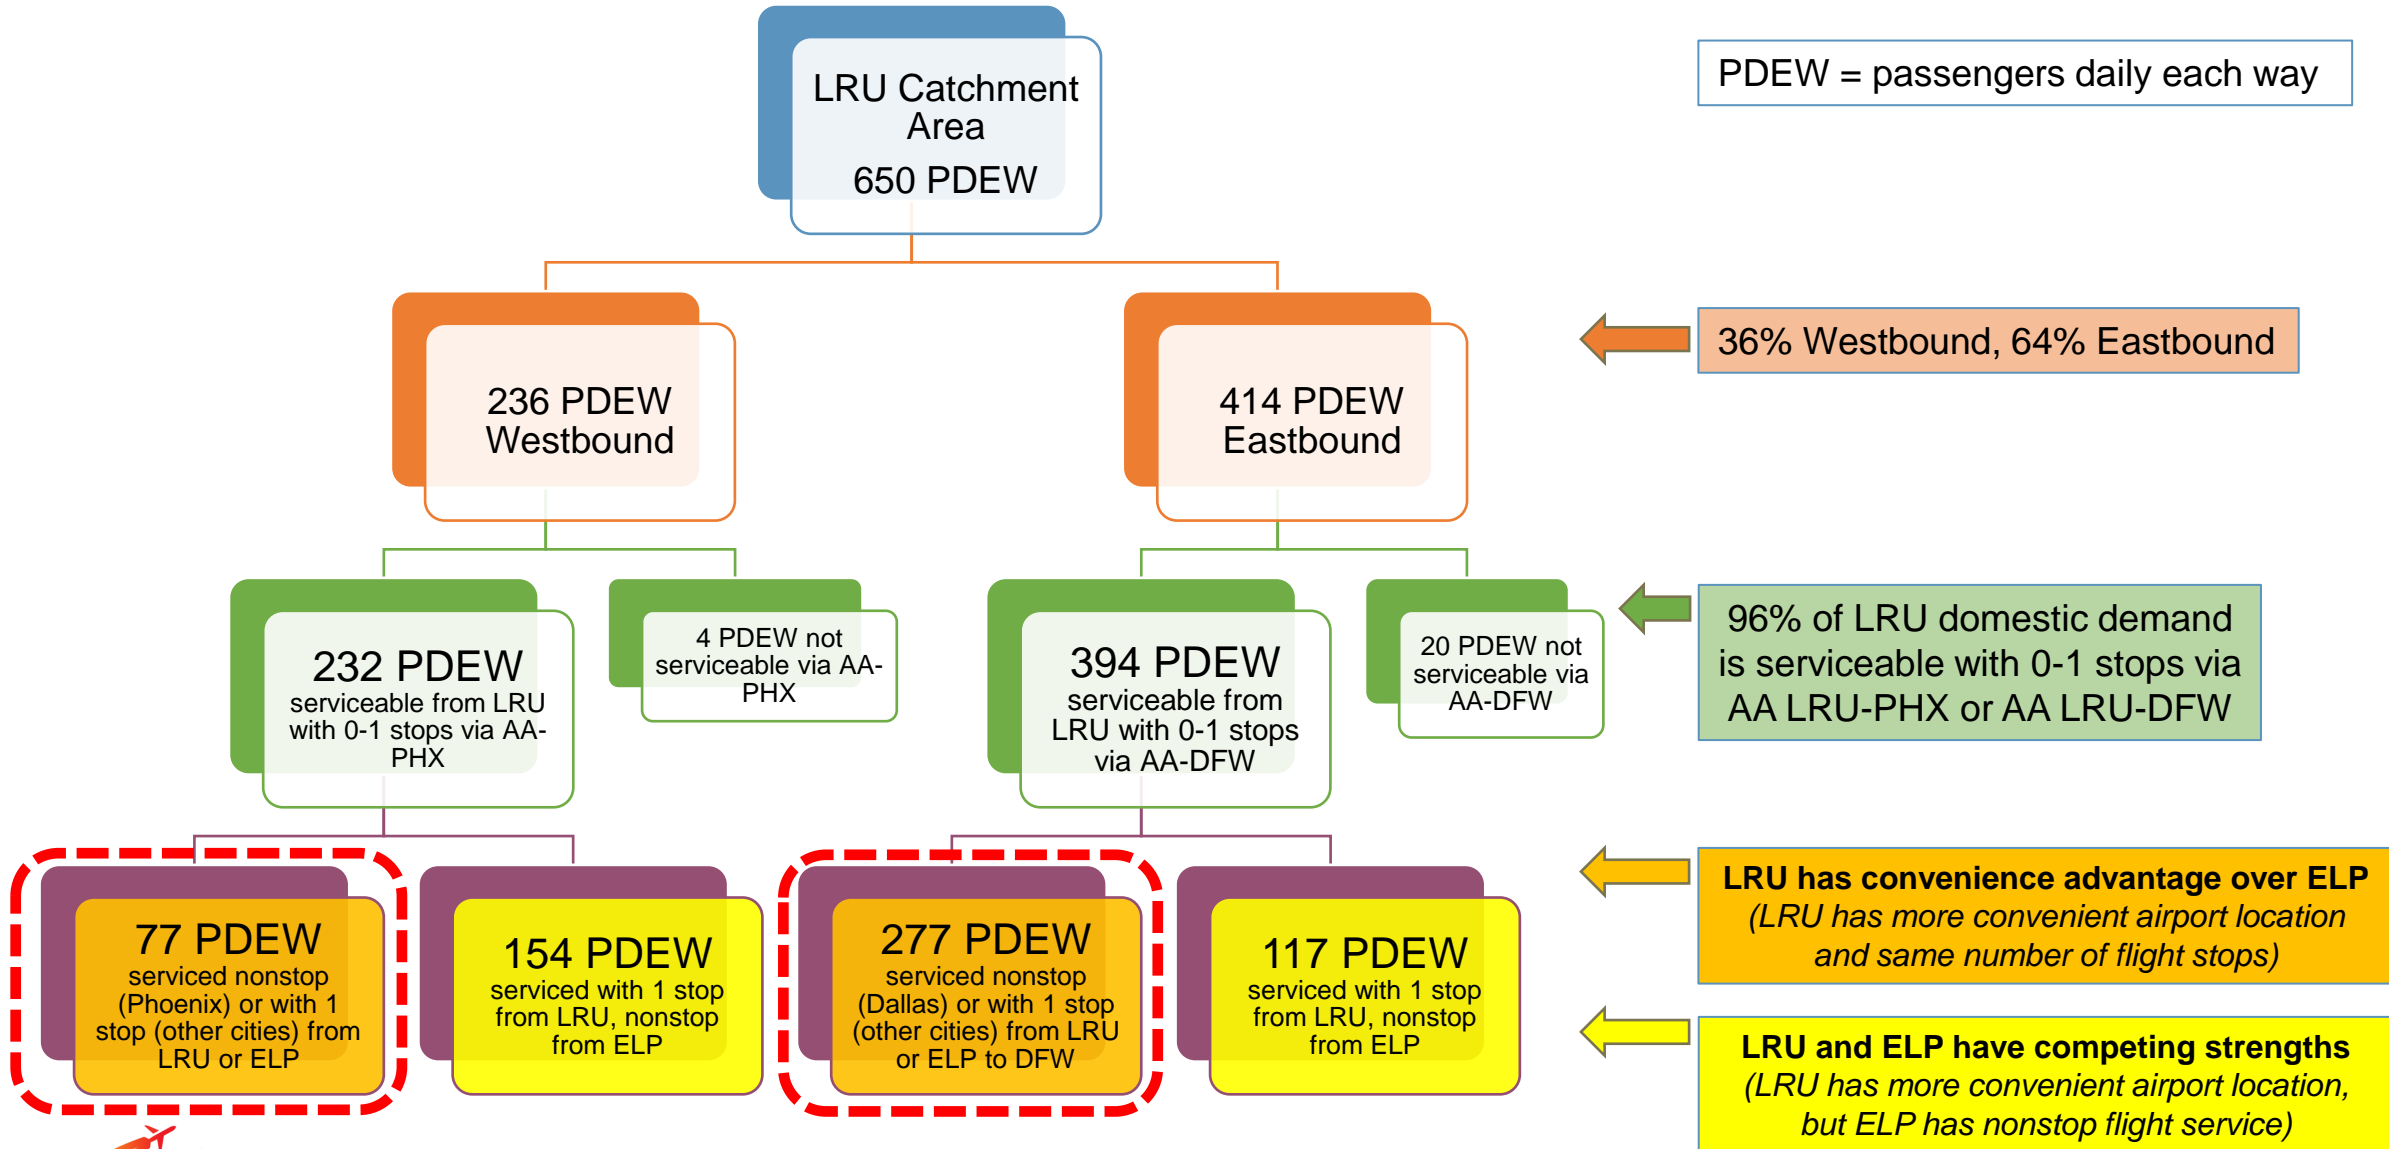 LRU Catchment
Area
650 PDEW
PDEW = passengers daily each way
236 PDEW
Westbound
414 PDEW
Eastbound
36% Westbound, 64% Eastbound
232 PDEW
serviceable from LRU
with 0-1 stops via AA-
PHX
4 PDEW not
serviceable via AA-
PHX
394 PDEW
serviceable from
LRU with 0-1 stops
via AA-DFW
20 PDEW not
serviceable via
AA-DFW
96% of LRU domestic demand
is serviceable with 0-1 stops via
AA LRU-PHX or AA LRU-DFW
77 PDEW
serviced nonstop
(Phoenix) or with 1
stop (other cities) from
LRU or ELP
154 PDEW
serviced with 1 stop
from LRU, nonstop
from ELP
277 PDEW
serviced nonstop
(Dallas) or with 1 stop
(other cities) from LRU
or ELP to DFW
117 PDEW
serviced with 1 stop
from LRU, nonstop
from ELP
LRU has convenience advantage over ELP
(LRU has more convenient airport location
and same number of flight stops)
LRU and ELP have competing strengths
(LRU has more convenient airport location,
but ELP has nonstop flight service)